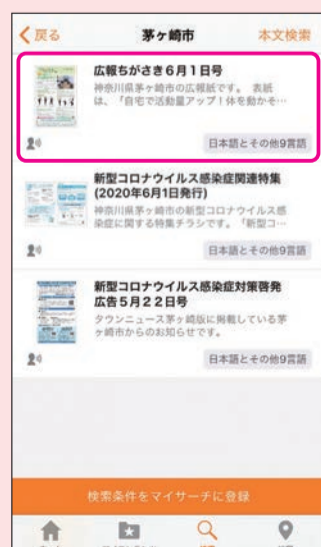 戻る 茅ヶ崎市 本文検索
広報ちがさき6月1日号
神奈川県茅ヶ崎市の広報紙です。 表紙
は、「自宅で活動量アップ！体を動かそ…
日本語とその他9言語
新型コロナウイルス感染症関連特集
(2020年6月1日発行)
神奈川県茅ヶ崎市の新型コロナウイルス感
染症に関する特集チラシです。「新型コ…
日本語とその他9言語
新型コロナウイルス感染症対策啓発
広告５月２２日号
タウンニュース茅ヶ崎版に掲載している茅
ヶ崎市からのお知らせです。
日本語とその他9言語
検索条件をマイサーチに登録